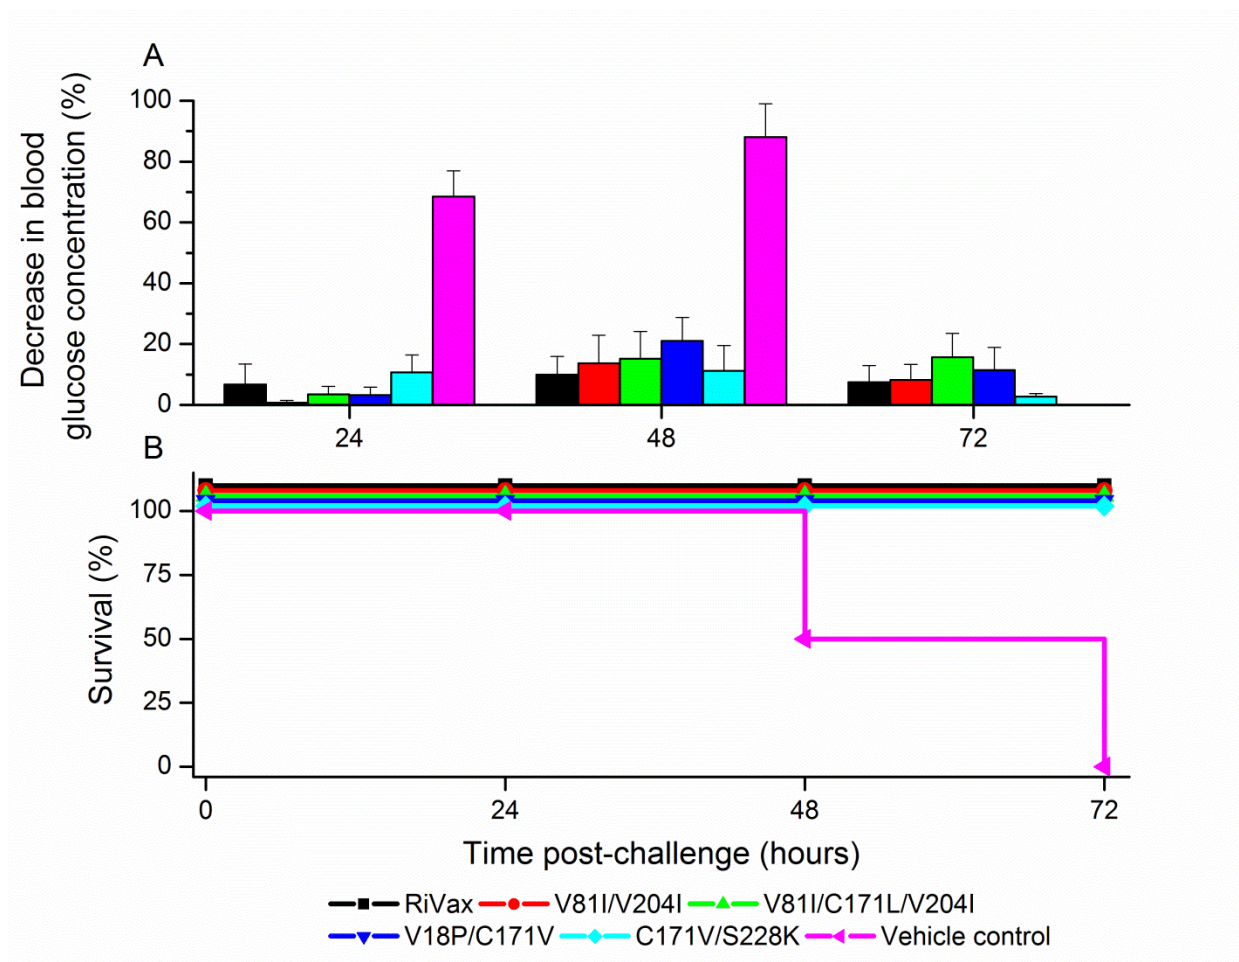 A
Decrease in blood
glucose concentration (%)
100
80
60
40
20
0
24
48
72
B
Survival (%)
100
75
50
25
0
0
24
48
72
Time post-challenge (hours)
RiVax V81I/V204I V81I/C171L/V204I
V18P/C171V C171V/S228K Vehicle control